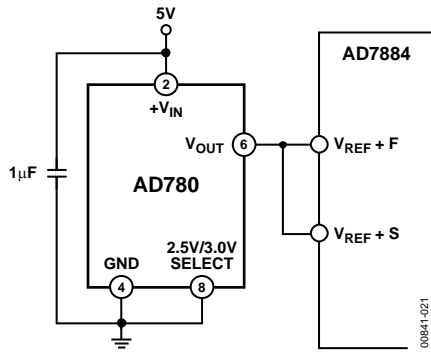 5V
AD7884
2
+VIN
VOUT
6
VREF + F
1μF
AD780
2.5V/3.0V
SELECT
GND
VREF + S
4
8
00841-021